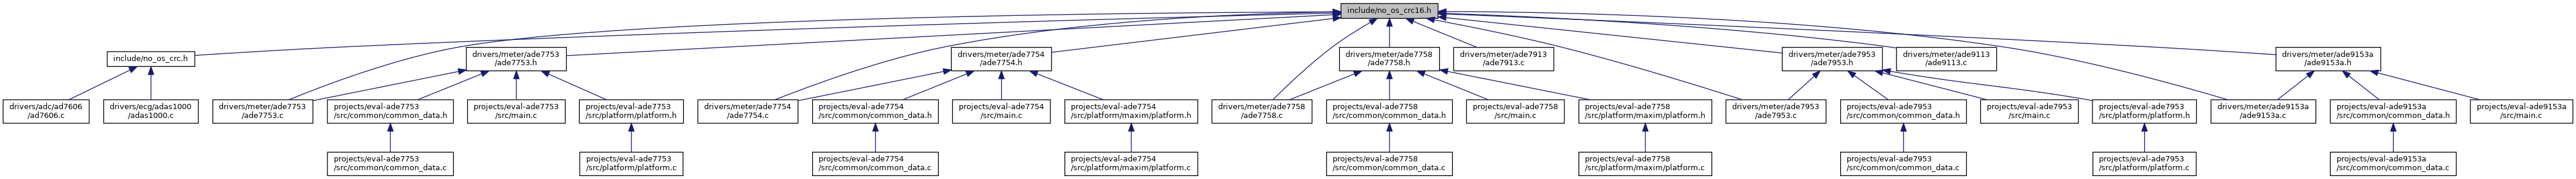 include/no_os_crc16.h
include/no_os_crc.h
drivers/meter/ade7753
/ade7753.h
drivers/meter/ade7754
/ade7754.h
drivers/meter/ade7758
/ade7758.h
drivers/meter/ade7913
/ade7913.c
drivers/meter/ade7953
/ade7953.h
drivers/meter/ade9113
/ade9113.c
drivers/meter/ade9153a
/ade9153a.h
drivers/adc/ad7606
/ad7606.c
drivers/ecg/adas1000
/adas1000.c
drivers/meter/ade7753
/ade7753.c
projects/eval-ade7753
/src/common/common_data.h
projects/eval-ade7753
/src/main.c
projects/eval-ade7753
/src/platform/platform.h
drivers/meter/ade7754
/ade7754.c
projects/eval-ade7754
/src/common/common_data.h
projects/eval-ade7754
/src/main.c
projects/eval-ade7754
/src/platform/maxim/platform.h
drivers/meter/ade7758
/ade7758.c
projects/eval-ade7758
/src/common/common_data.h
projects/eval-ade7758
/src/main.c
projects/eval-ade7758
/src/platform/maxim/platform.h
drivers/meter/ade7953
/ade7953.c
projects/eval-ade7953
/src/common/common_data.h
projects/eval-ade7953
/src/main.c
projects/eval-ade7953
/src/platform/platform.h
drivers/meter/ade9153a
/ade9153a.c
projects/eval-ade9153a
/src/common/common_data.h
projects/eval-ade9153a
/src/main.c
projects/eval-ade7753
/src/common/common_data.c
projects/eval-ade7753
/src/platform/platform.c
projects/eval-ade7754
/src/common/common_data.c
projects/eval-ade7754
/src/platform/maxim/platform.c
projects/eval-ade7758
/src/common/common_data.c
projects/eval-ade7758
/src/platform/maxim/platform.c
projects/eval-ade7953
/src/common/common_data.c
projects/eval-ade7953
/src/platform/platform.c
projects/eval-ade9153a
/src/common/common_data.c